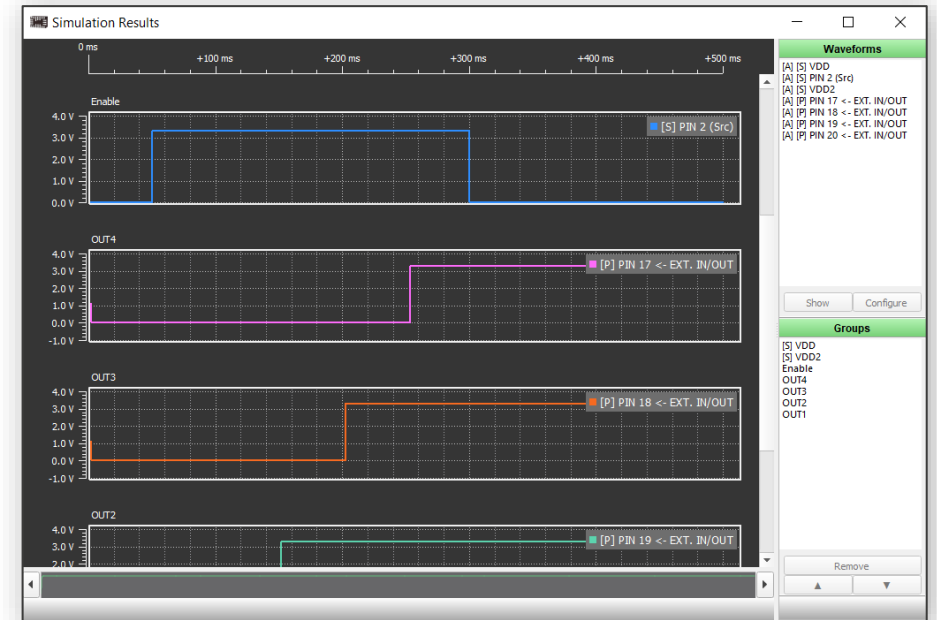 Simulation Results
0 ms
+100 ms
+200 ms
+300 ms
+400 ms
+500 ms
Enable
4.0 V
3.0 V
2.0 V
1.0 V
0.0 V
[S] PIN 2 (Src)
OUT4
4.0 V
3.0 V
2.0 V
1.0 V
0.0 V
-1.0 V
[P] PIN 17 <- EXT. IN/OUT
OUT3
4.0 V
3.0 V
2.0 V
1.0 V
0.0 V
-1.0 V
[P] PIN 18 <- EXT. IN/OUT
OUT2
4.0 V
3.0 V
2.0 V
[P] PIN 19 <- EXT. IN/OUT
Waveforms
[A] [S] VDD
[A] [S] PIN 2 (Src)
[A] [S] VDD2
[A] [P] PIN 17 <- EXT. IN/OUT
[A] [P] PIN 18 <- EXT. IN/OUT
[A] [P] PIN 19 <- EXT. IN/OUT
[A] [P] PIN 20 <- EXT. IN/OUT
Show
Configure
Groups
[S] VDD
[S] VDD2
Enable
OUT4
OUT3
OUT2
OUT1
Remove